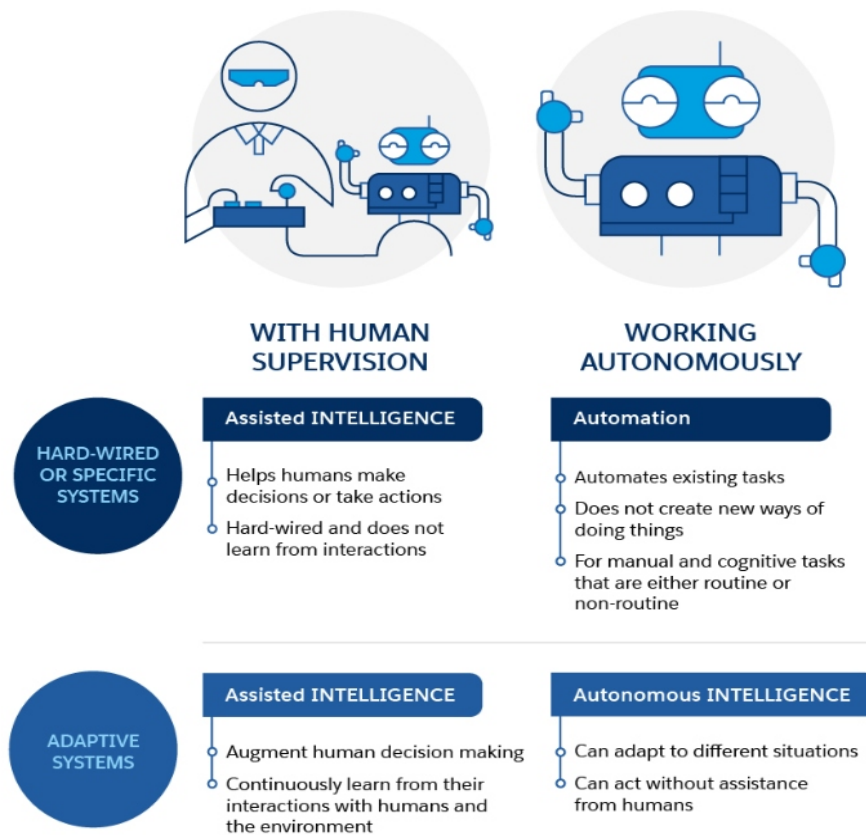 WITH HUMAN
SUPERVISION
WORKING
AUTONOMOUSLY
HARD-WIRED
OR SPECIFIC
SYSTEMS
Assisted INTELLIGENCE
Helps humans make
decisions or take actions
Hard-wired and does not
learn from interactions
Automation
Automates existing tasks
Does not create new ways of
doing things
For manual and cognitive tasks
that are either routine or
non-routine
ADAPTIVE
SYSTEMS
Assisted INTELLIGENCE
Augment human decision making
Continuously learn from their
interactions with humans and
the environment
Autonomous INTELLIGENCE
Can adapt to different situations
Can act without assistance
from humans